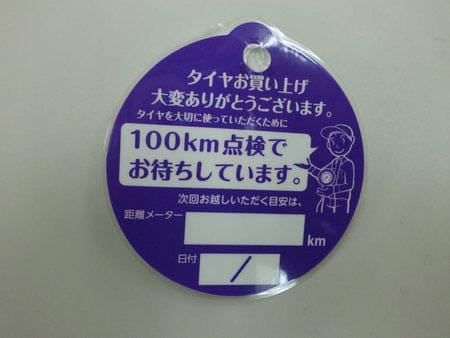 タイヤお買い上げ
大変ありがとうございます。
タイヤを大切に使っていただくために
100km点検で
お待ちしています。
次回お越しいただく目安は、
距離メーター
km
日付 /